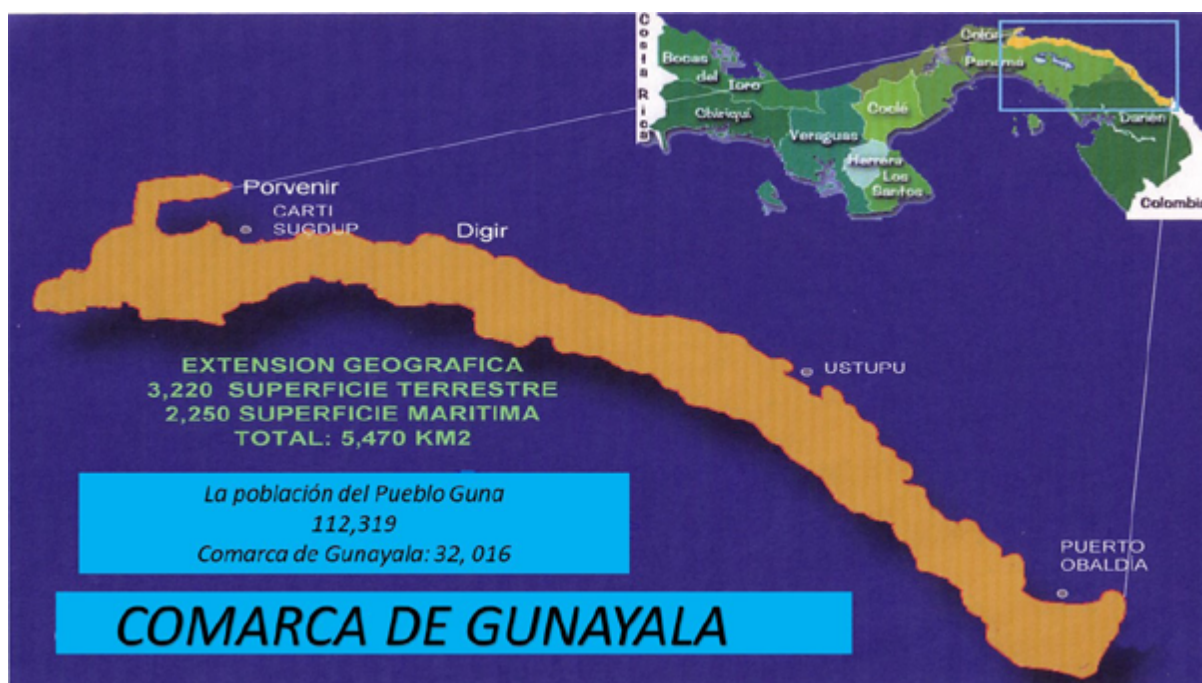 Costa Rica
Bocas
del
Toro
Chiriquí
Veraguas
Coclé
Colón
Panama
Herrera
Los
Santos
Darién
Colombia
Porvenir
CARTI
SUGDUP
Digir
EXTENSION GEOGRAFICA
3,220 SUPERFICIE TERRESTRE
2,250 SUPERFICIE MARITIMA
TOTAL: 5,470 KM2
USTUPU
La población del Pueblo Guna
112,319
Comarca de Gunayala: 32, 016
PUERTO
OBALDIA
COMARCA DE GUNAYALA